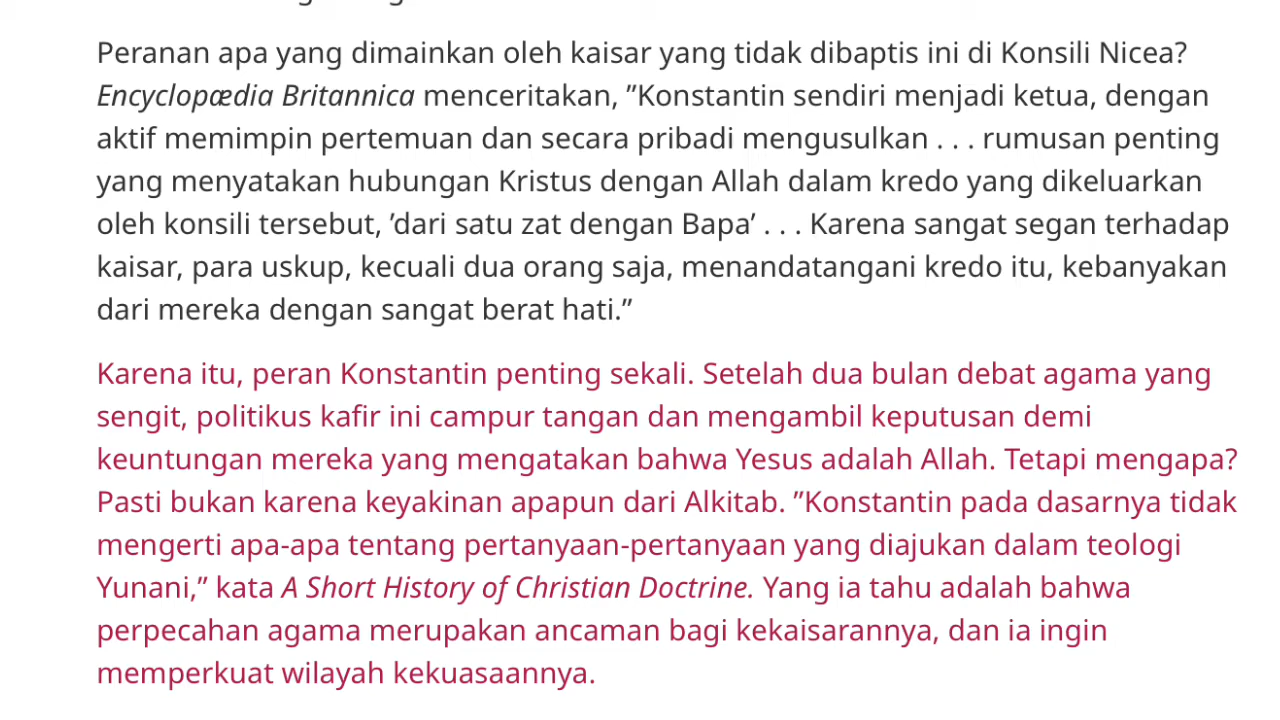 Peranan apa yang dimainkan oleh kaisar yang tidak dibaptis ini di Konsili Nicea?
Encyclopædia Britannica menceritakan, ”Konstantin sendiri menjadi ketua, dengan
aktif memimpin pertemuan dan secara pribadi mengusulkan . . . rumusan penting
yang menyatakan hubungan Kristus dengan Allah dalam kredo yang dikeluarkan
oleh konsili tersebut, ’dari satu zat dengan Bapa’ . . . Karena sangat segan terhadap
kaisar, para uskup, kecuali dua orang saja, menandatangani kredo itu, kebanyakan
dari mereka dengan sangat berat hati.”
Karena itu, peran Konstantin penting sekali. Setelah dua bulan debat agama yang
sengit, politikus kafir ini campur tangan dan mengambil keputusan demi
keuntungan mereka yang mengatakan bahwa Yesus adalah Allah. Tetapi mengapa?
Pasti bukan karena keyakinan apapun dari Alkitab. ”Konstantin pada dasarnya tidak
mengerti apa-apa tentang pertanyaan-pertanyaan yang diajukan dalam teologi
Yunani,” kata A Short History of Christian Doctrine. Yang ia tahu adalah bahwa
perpecahan agama merupakan ancaman bagi kekaisarannya, dan ia ingin
memperkuat wilayah kekuasaannya.